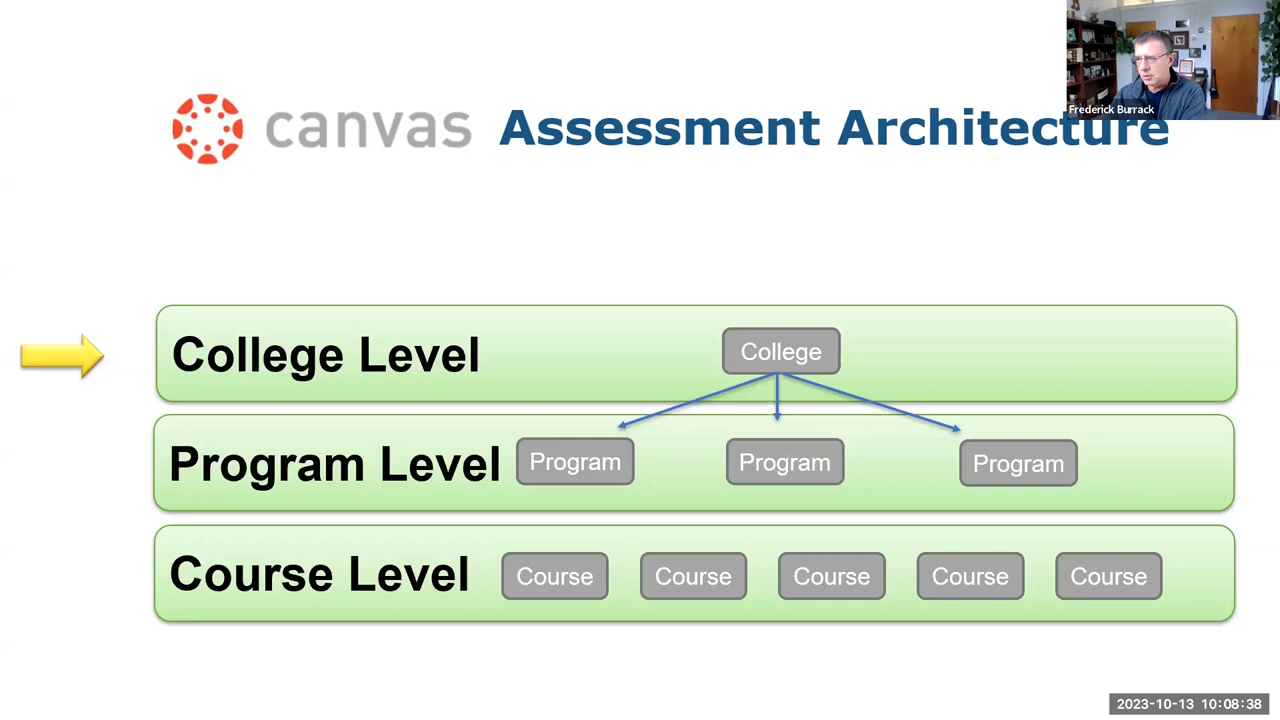 Frederick Burrack
canvas Assessment Architecture
College Level
College
Program Level
Program
Program
Program
Course Level
Course
Course
Course
Course
Course
2023-10-13 10:08:38